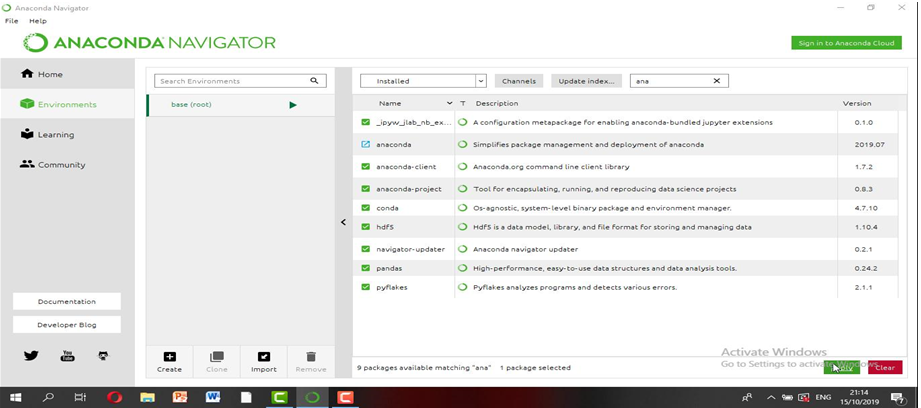 Anaconda Navigator
File Help
ANACONDA NAVIGATOR
Sign in to Anaconda Cloud
Home
Environments
Learning
Community
Documentation
Developer Blog
Search Environments
base (root)
Create Clone Import Remove
Installed Channels Update index... ana
Name T Description Version
_ipyw_jlab_nb_ex... A configuration metapackage for enabling anaconda-bundled jupyter extensions 0.1.0
anaconda Simplifies package management and deployment of anaconda 2019.07
anaconda-client Anaconda.org command line client library 1.7.2
anaconda-project Tool for encapsulating, running, and reproducing data science projects 0.8.3
conda Os-agnostic, system-level binary package and environment manager. 4.7.10
hdf5 Hdf5 is a data model, library, and file format for storing and managing data 1.10.4
navigator-updater Anaconda navigator updater 0.2.1
pandas High-performance, easy-to-use data structures and data analysis tools. 0.24.2
pyflakes Pyflakes analyzes programs and detects various errors. 2.1.1
9 packages available matching "ana" 1 package selected
Activate Windows
Go to Settings to activate Windows.
Apply Clear
ENG
21:14
15/10/2019